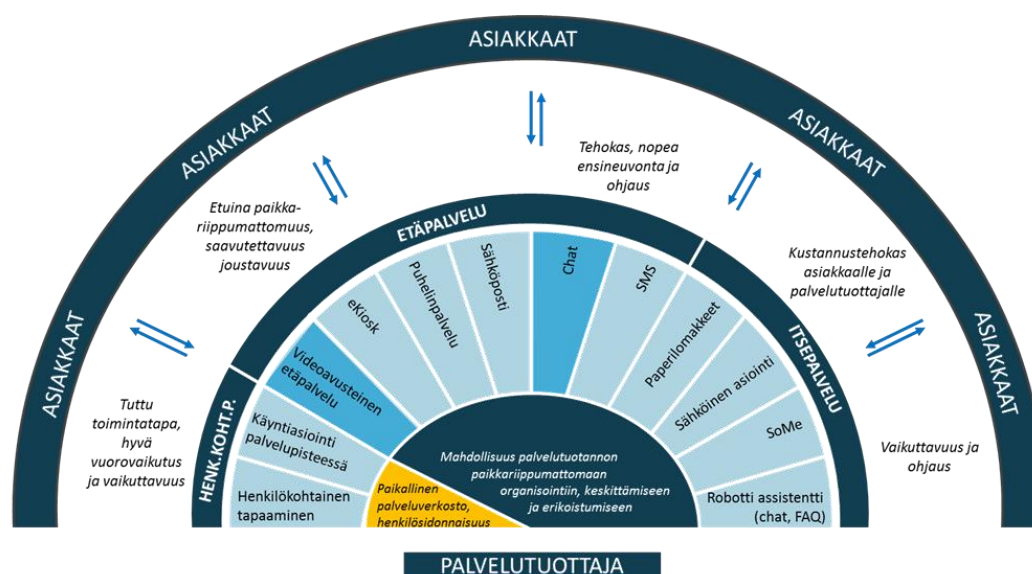 ASIAKKAAT
ASIAKKAAT
ASIAKKAAT
ASIAKKAAT
ASIAKKAAT
Tuttu
toimintatapa,
hyvä
vuorovaikutus
ja vaikuttavuus
Etuina paikka-
riippumattomuus,
saavutettavuus
joustavuus
Tehokas, nopea
ensineuvonta ja
ohjaus
Kustannustehokas
asiakkaalle ja
palvelutuottajalle
Vaikuttavuus ja
ohjaus
HENK.KOHT.P.
ETÄPALVELU
ITSEPALVELU
Henkilökohtainen
tapaaminen
Käyntiasiointi
palvelupisteessä
Videoavusteinen
etäpalvelu
eKiosk
Puhelinpalvelu
Sähköposti
Chat
SMS
Paperilomakkeet
Sähköinen asiointi
SoMe
Robotti assistentti
(chat, FAQ)
Paikallinen
palveluverkosto,
henkilösidonnaisuus
Mahdollisuus palvelutuotannon
paikkariippumattomaan
organisointiin, keskittämiseen
ja erikoistumiseen
PALVELUTUOTTAJA